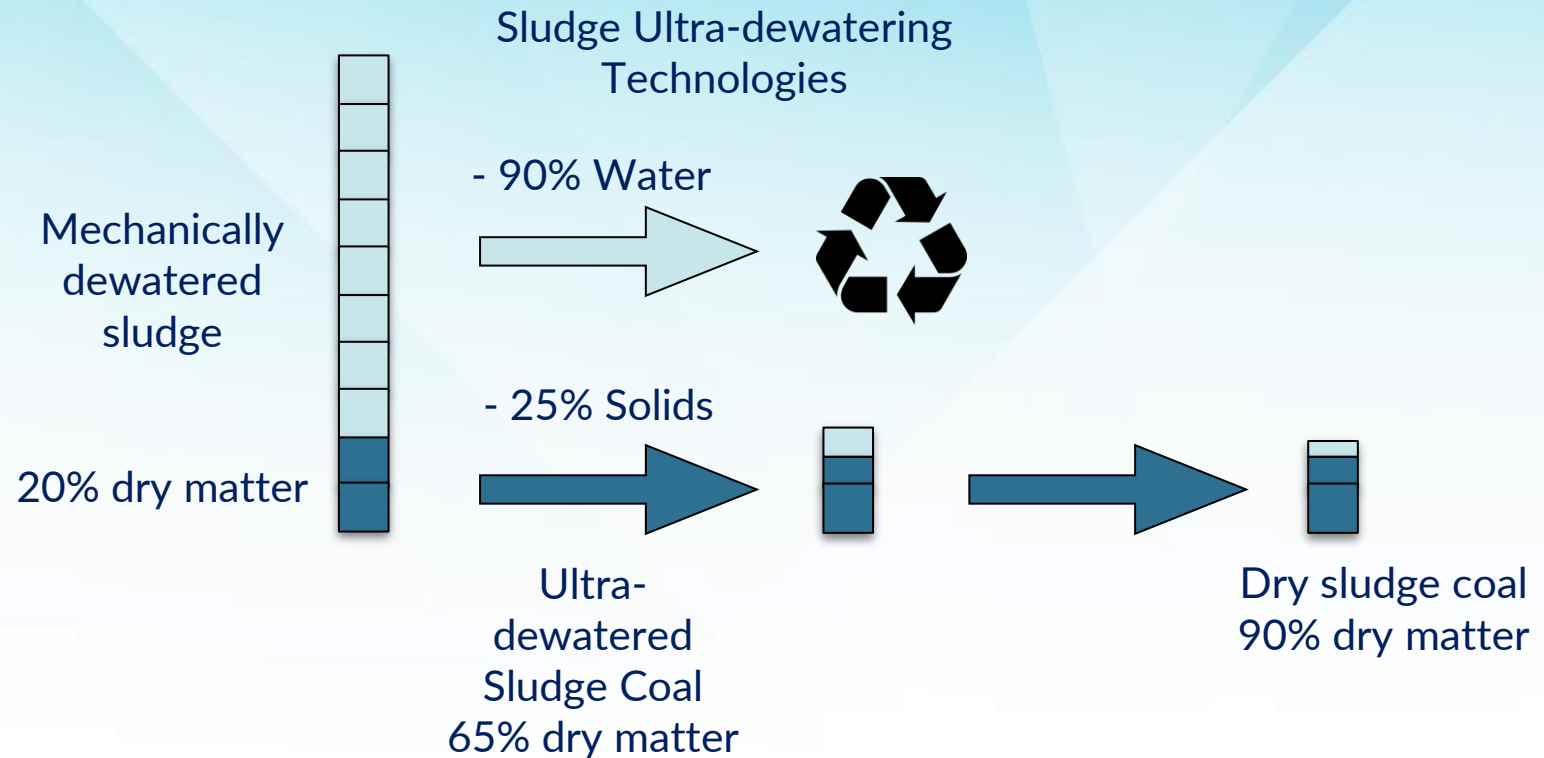 Sludge Ultra-dewatering
Technologies
- 90% Water
Mechanically
dewatered
sludge
- 25% Solids
20% dry matter
Ultra-
dewatered
Sludge Coal
65% dry matter
Dry sludge coal
90% dry matter